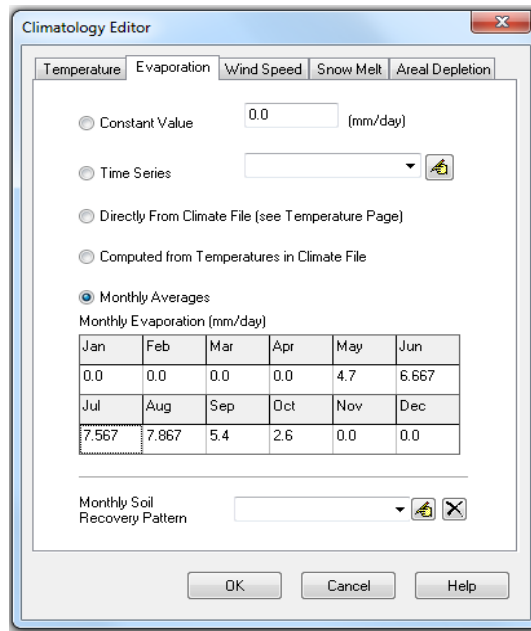 Climatology Editor
Temperature Evaporation Wind Speed Snow Melt Areal Depletion
Constant Value 0.0 (mm/day)
Time Series
Directly From Climate File (see Temperature Page)
Computed from Temperatures in Climate File
Monthly Averages
Monthly Evaporation (mm/day)
Jan Feb Mar Apr May Jun
0.0 0.0 0.0 0.0 4.7 6.667
Jul Aug Sep Oct Nov Dec
7.567 7.867 5.4 2.6 0.0 0.0
Monthly Soil
Recovery Pattern
OK Cancel Help